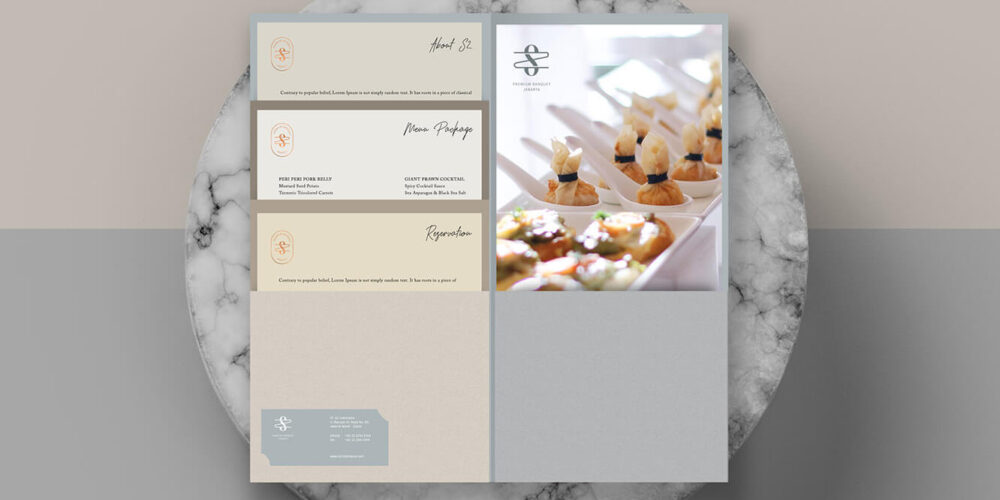 About S2
Contrary to popular belief, Lorem Ipsum is not simply random text. It has roots in a piece of classical
Menu Package
PERI PERI PORK BELLY
Mustard Seed Potato
Turmeric Tricolored Carrots
GIANT PRAWN COCKTAIL
Spicy Cocktail Sauce
Sea Asparagus & Black Sea Salt
Reservation
Contrary to popular belief, Lorem Ipsum is not simply random text. It has roots in a piece of
PREMIUM BANQUET
JAKARTA